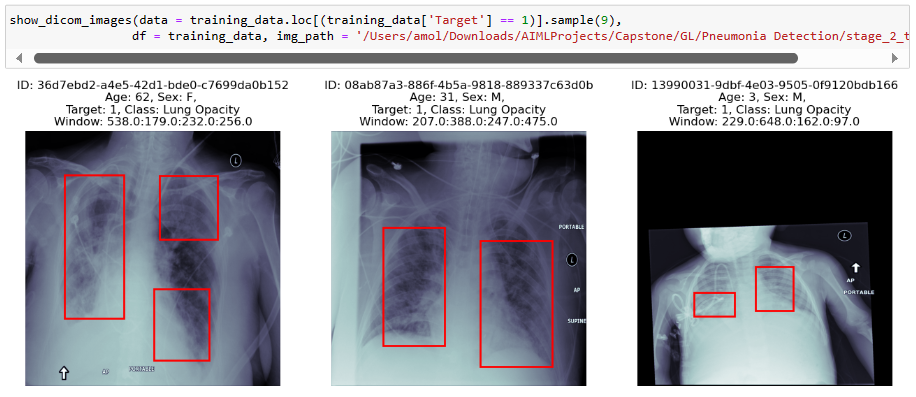 show_dicom_images(data = training_data.loc[(training_data['Target'] == 1)].sample(9),
df = training_data, img_path = '/Users/amol/Downloads/AIMLProjects/Capstone/GL/Pneumonia Detection/stage_2_t
ID: 36d7ebd2-a4e5-42d1-bde0-c7699da0b152
Age: 62, Sex: F,
Target: 1, Class: Lung Opacity
Window: 538.0:179.0:232.0:256.0
L
AP PORTABLE
ID: 08ab87a3-886f-4b5a-9818-889337c63d0b
Age: 31, Sex: M,
Target: 1, Class: Lung Opacity
Window: 207.0:388.0:247.0:475.0
PORTABLE
L
AP
SUPINE
ID: 13990031-9dbf-4e03-9505-0f9120bdb166
Age: 3, Sex: M,
Target: 1, Class: Lung Opacity
Window: 229.0:648.0:162.0:97.0
L
AP
PORTABLE